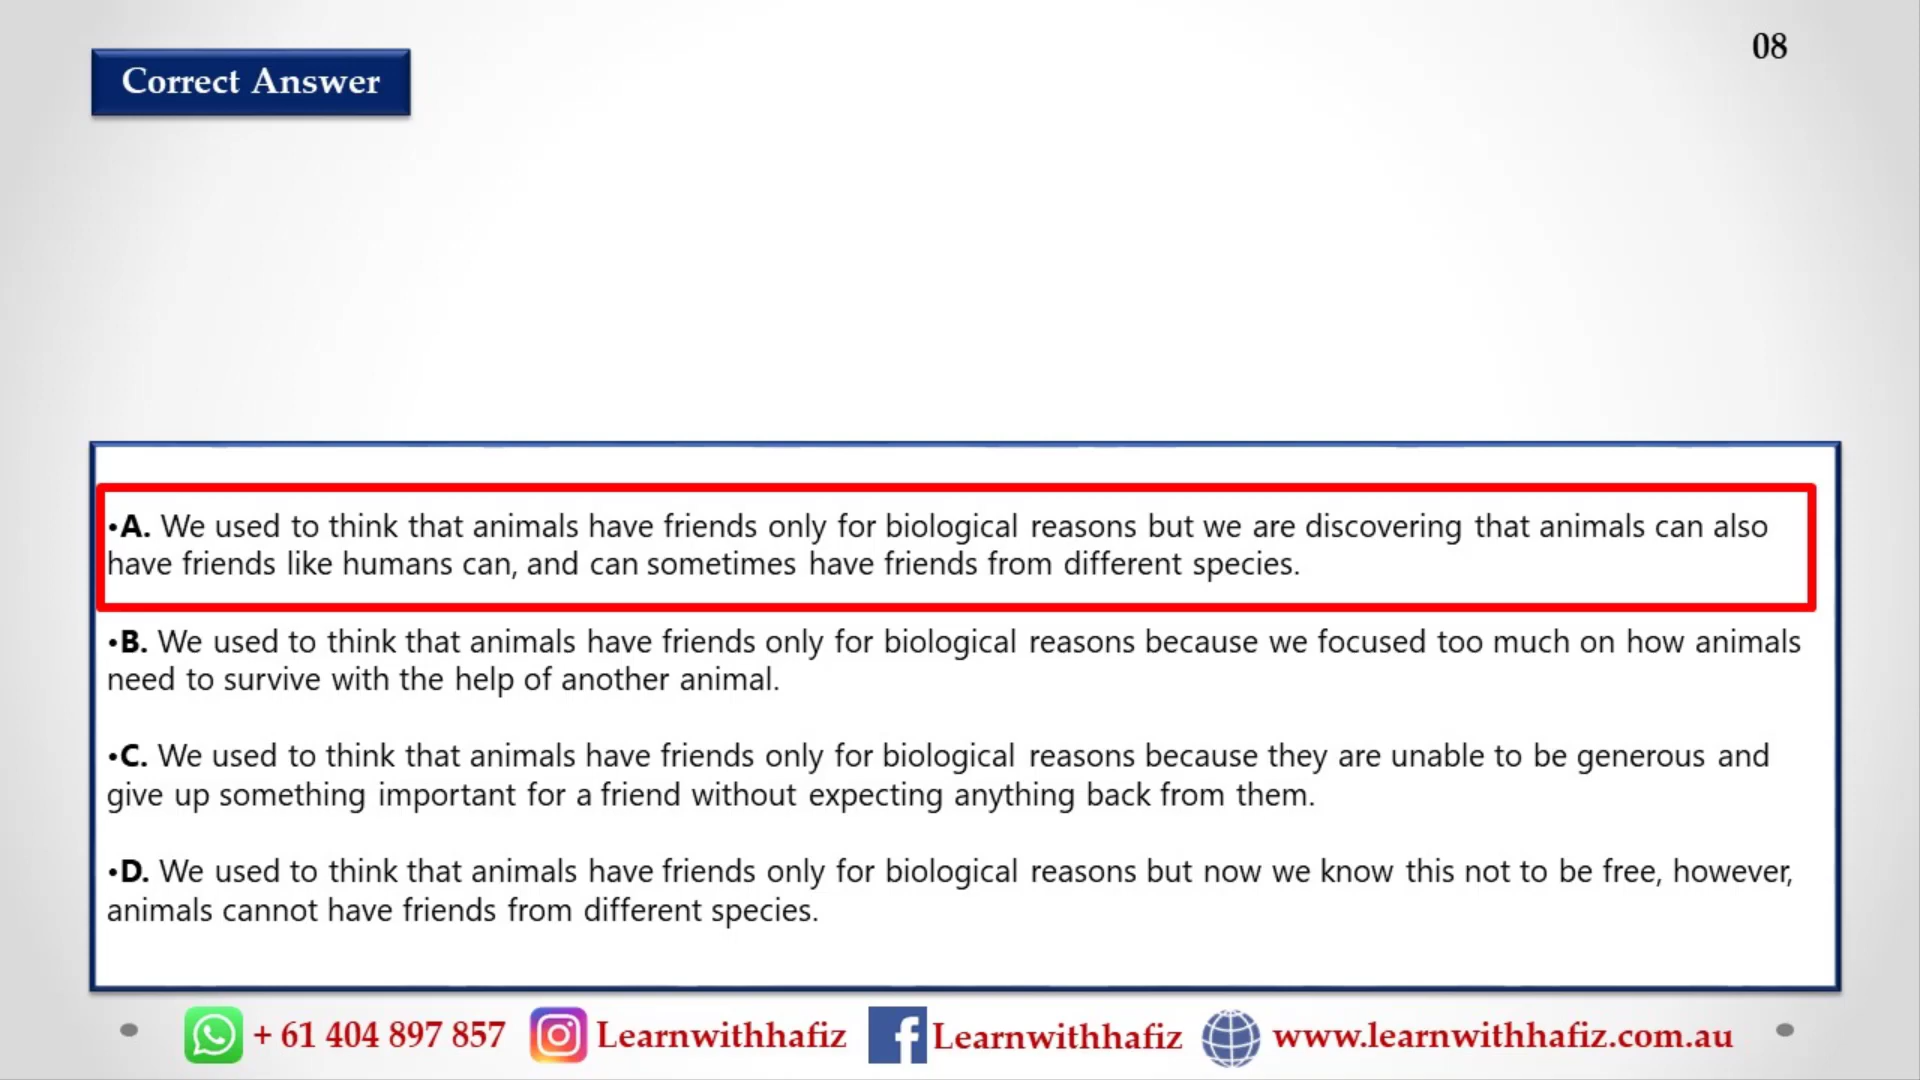 08
Correct Answer
•A. We used to think that animals have friends only for biological reasons but we are discovering that animals can also
have friends like humans can, and can sometimes have friends from different species.
•B. We used to think that animals have friends only for biological reasons because we focused too much on how animals
need to survive with the help of another animal.
•C. We used to think that animals have friends only for biological reasons because they are unable to be generous and
give up something important for a friend without expecting anything back from them.
•D. We used to think that animals have friends only for biological reasons but now we know this not to be free, however,
animals cannot have friends from different species.
+ 61 404 897 857 Learnwithhafiz Learnwithhafiz www.learnwithhafiz.com.au